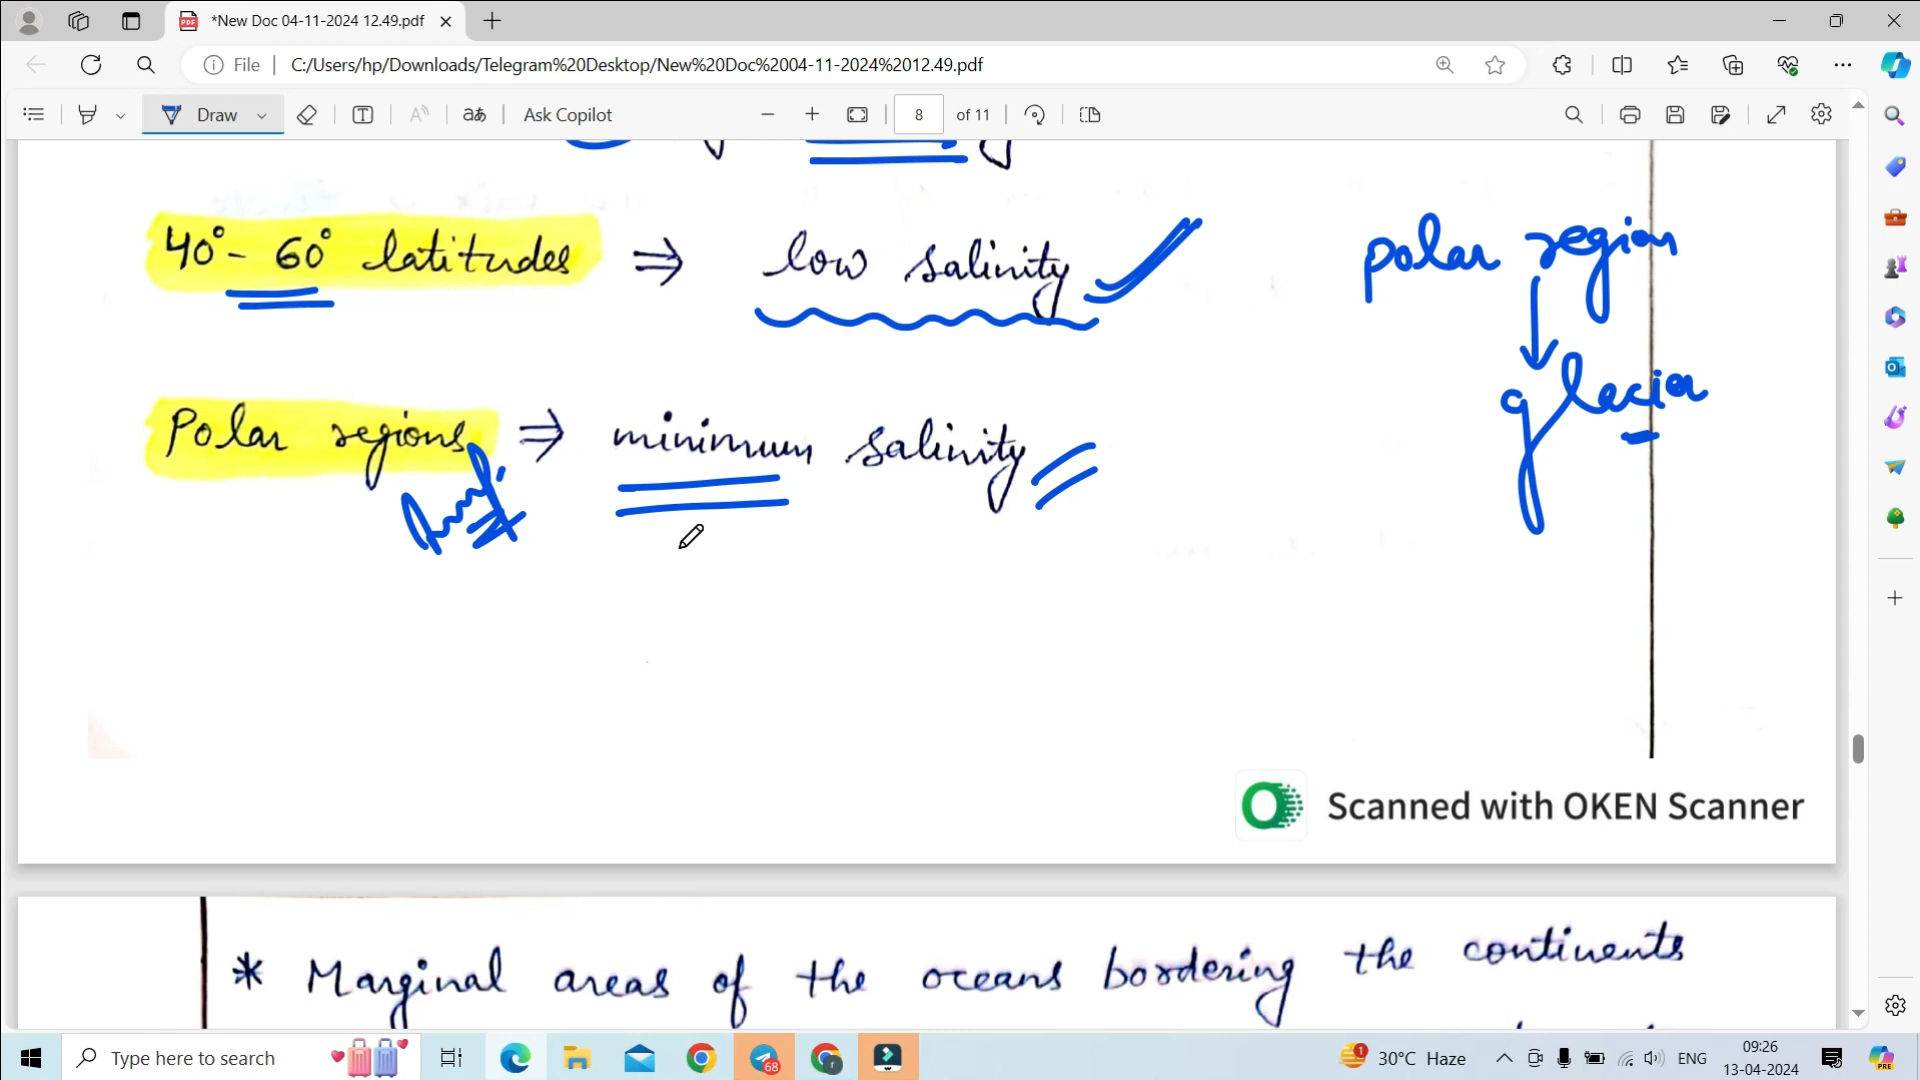 *New Doc 04-11-2024 12.49.pdf
File
C:/Users/hp/Downloads/Telegram%20Desktop/New%20Doc%2004-11-2024%2012.49.pdf
Draw
Ask Copilot
8 of 11
40° - 60° latitudes ⇒ low salinity
polar region
glacier
Polar regions ⇒ minimum salinity
Scanned with OKEN Scanner
* Marginal areas of the oceans bordering the continents
Type here to search
68
30°C Haze
ENG
09:26
13-04-2024